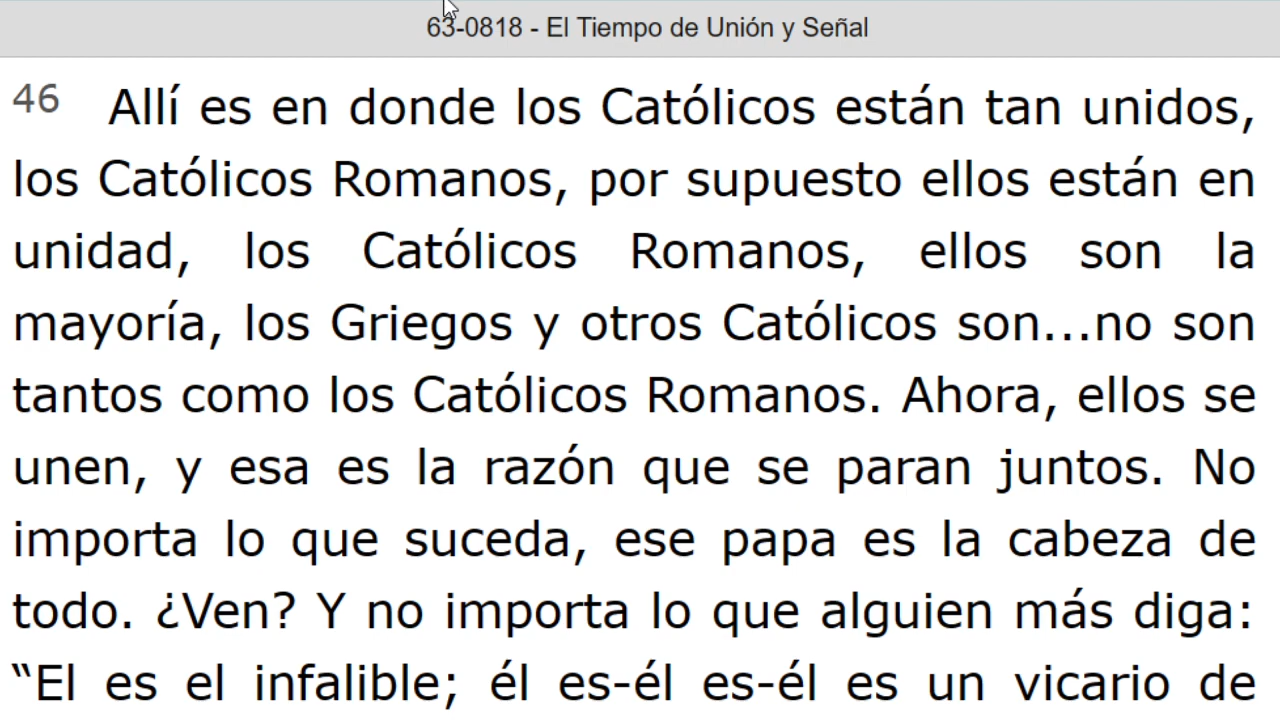 63-0818 - El Tiempo de Unión y Señal
46 Allí es en donde los Católicos están tan unidos,
los Católicos Romanos, por supuesto ellos están en
unidad, los Católicos Romanos, ellos son la
mayoría, los Griegos y otros Católicos son...no son
tantos como los Católicos Romanos. Ahora, ellos se
unen, y esa es la razón que se paran juntos. No
importa lo que suceda, ese papa es la cabeza de
todo. ¿Ven? Y no importa lo que alguien más diga:
“El es el infalible; él es-él es-él es un vicario de